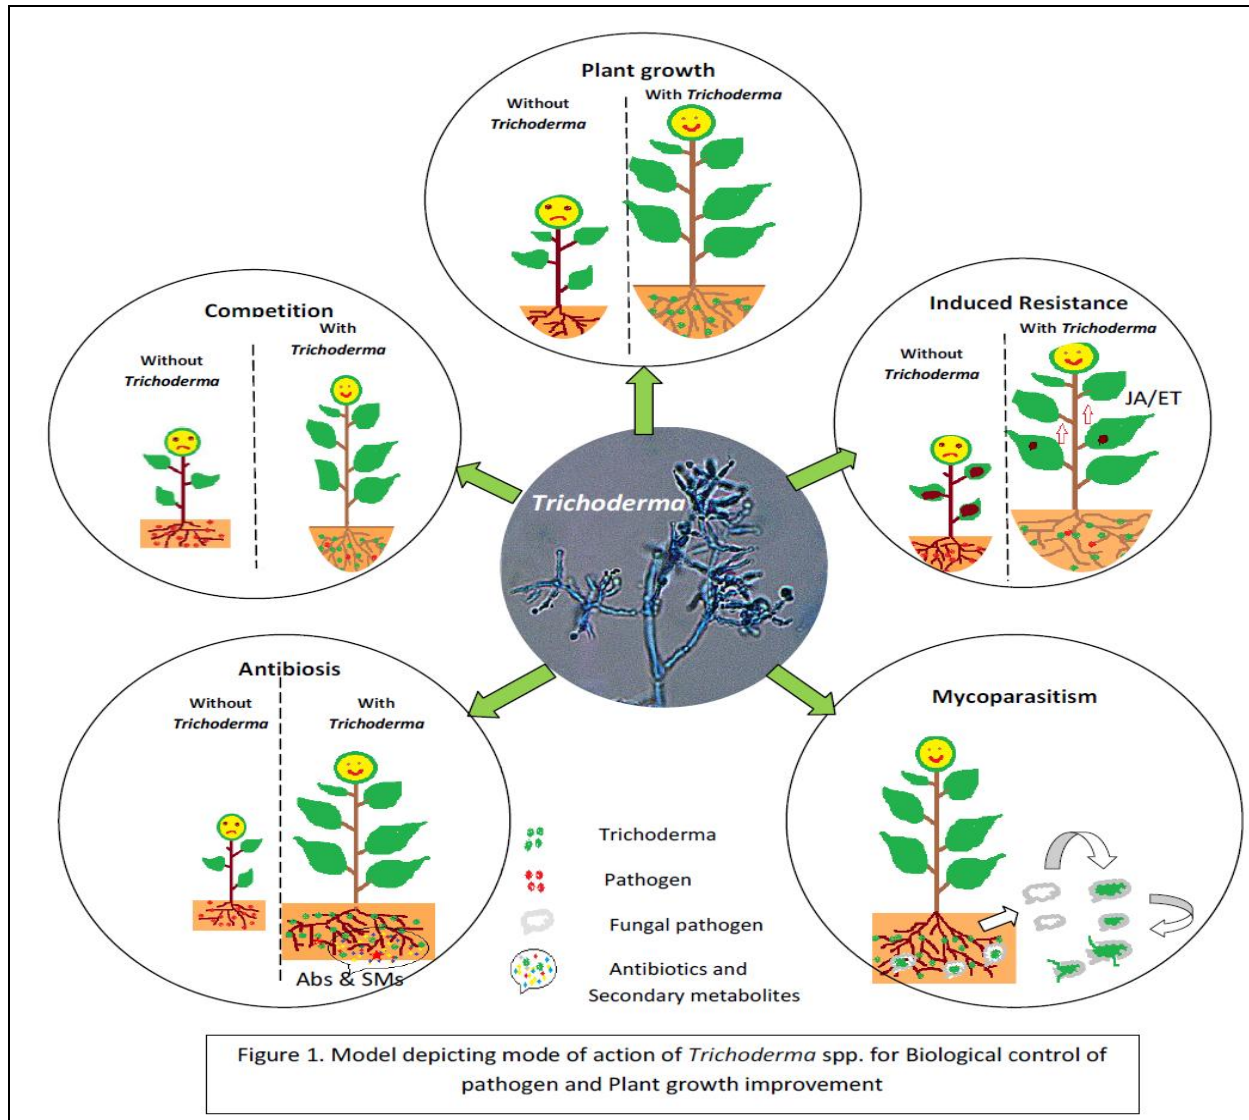 Plant growth
Without
Trichoderma
With Trichoderma
Competition
Without
Trichoderma
With
Trichoderma
Induced Resistance
Without
Trichoderma
With Trichoderma
JA/ET
Trichoderma
Antibiosis
Without
Trichoderma
With
Trichoderma
Abs & SMs
Mycoparasitism
Trichoderma
Pathogen
Fungal pathogen
Antibiotics and
Secondary metabolites
Figure 1. Model depicting mode of action of Trichoderma spp. for Biological control of
pathogen and Plant growth improvement